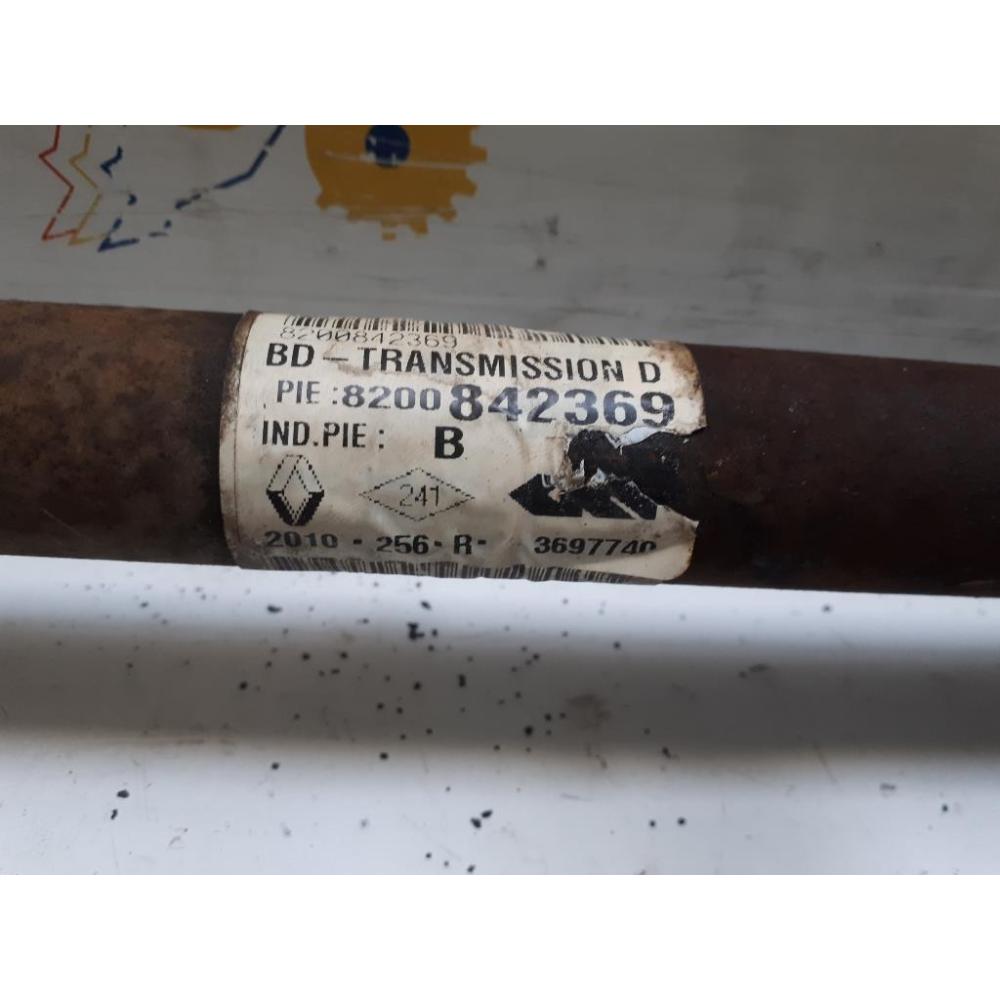 8200842369
BD-TRANSMISSION D
PIE:8200842369
IND.PIE: B
241
2010-256-R- 3697740